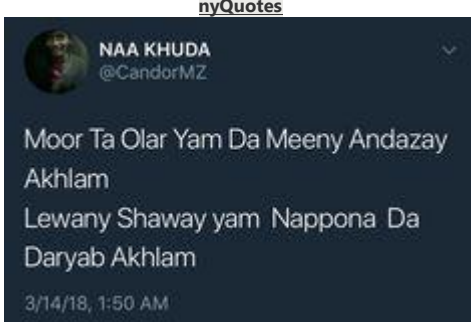 nyQuotes
NAA KHUDA
@CandorMZ
Moor Ta Olar Yam Da Meeny Andazay
Akhlam
Lewany Shaway yam Nappona Da
Daryab Akhlam
3/14/18, 1:50 AM